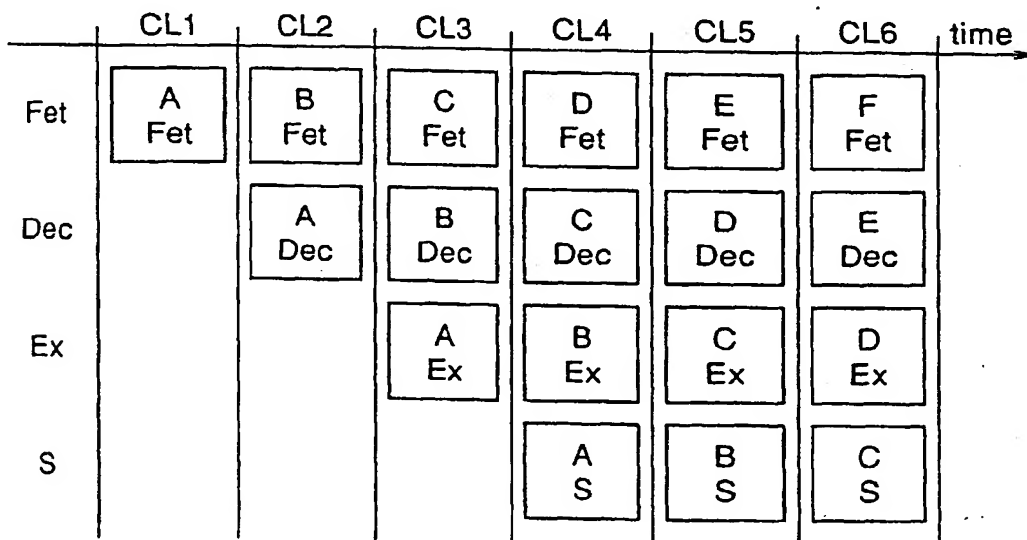 CL1 CL2 CL3 CL4 CL5 CL6 time
Fet
A B C D E F
Fet Fet Fet Fet Fet Fet
Dec
A B C D E
Dec Dec Dec Dec Dec
Ex
A B C D
Ex Ex Ex Ex
S
A B C
S S S